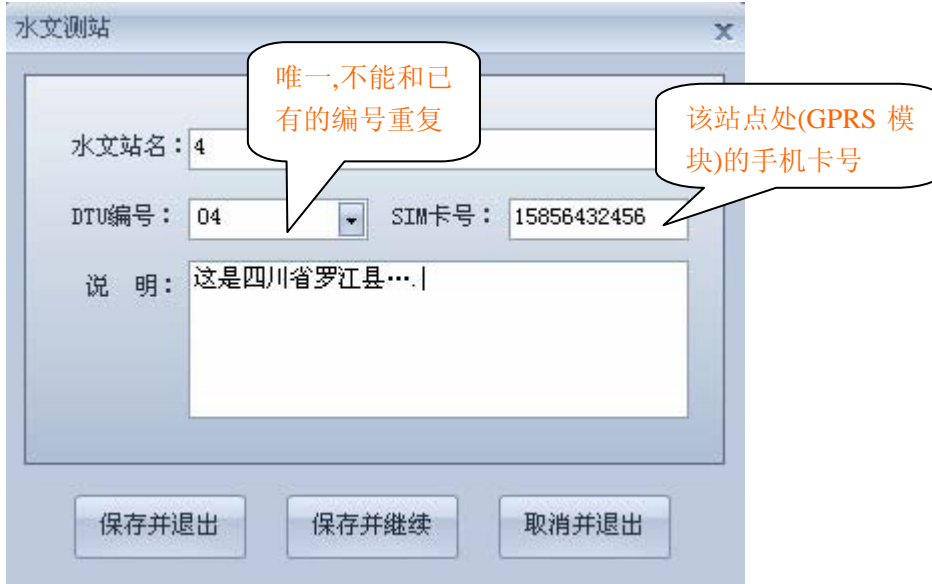 水文测站
唯一,不能和已
有的编号重复
该站点处(GPRS 模
块)的手机卡号
水文站名：4
DTU编号：04
SIM卡号：15856432456
说 明：这是四川省罗江县….
保存并退出
保存并继续
取消并退出